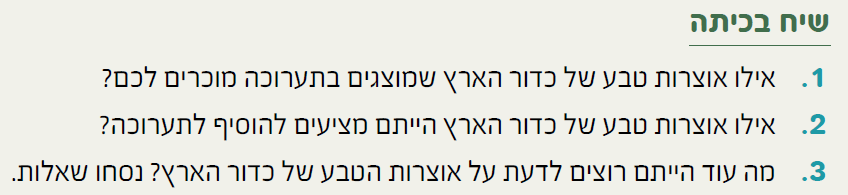 שיח בכיתה
1. אילו אוצרות טבע של כדור הארץ שמוצגים בתערוכה מוכרים לכם?
2. אילו אוצרות טבע של כדור הארץ הייתם מציעים להוסיף לתערוכה?
3. מה עוד הייתם רוצים לדעת על אוצרות הטבע של כדור הארץ? נסחו שאלות.